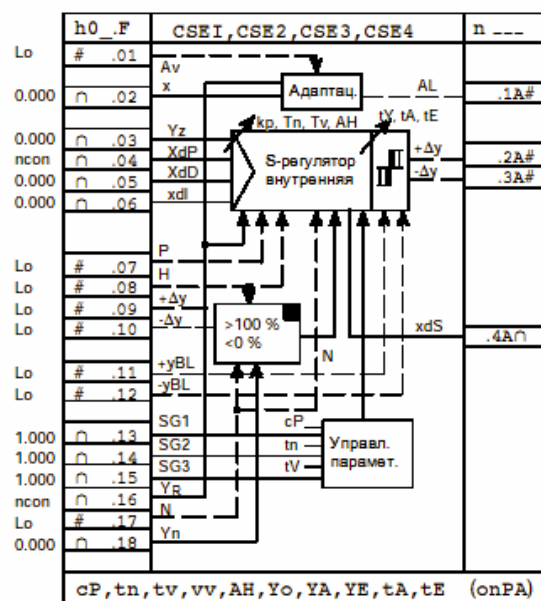 h0_.F CSE1,CSE2,CSE3,CSE4 n ___
Lo # .01 Av
0.000 ∩ .02 x Адаптац. AL .1A#
kp, Tn, Tv, AH tY, tA, tE
0.000 ∩ .03 Yz
ncon ∩ .04 XdP S-регулятор +Δy .2A#
0.000 ∩ .05 XdD внутренняя -Δy .3A#
0.000 ∩ .06 xdI
P
Lo # .07 H
Lo # .08
Lo # .09 +Δy
Lo # .10 -Δy >100 % xdS .4A∩
<0 % N
Lo # .11 +yBL
Lo # .12 -yBL
SG1 cP
1.000 ∩ .13 SG2 tn Управл.
1.000 ∩ .14 SG3 tV парамет.
1.000 ∩ .15
ncon ∩ .16 YR
Lo # .17 N
0.000 ∩ .18 Yn
cP,tn,tv,vv,AH,Yo,YA,YE,tA,tE (onPA)